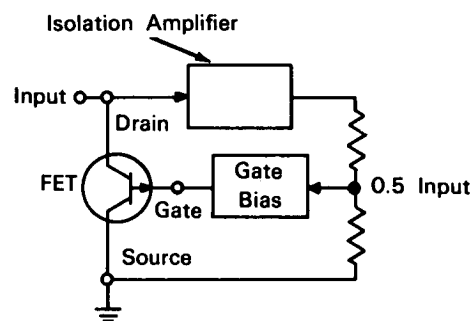 Isolation Amplifier
Input
Drain
FET
Gate
Bias
0.5 Input
Gate
Source